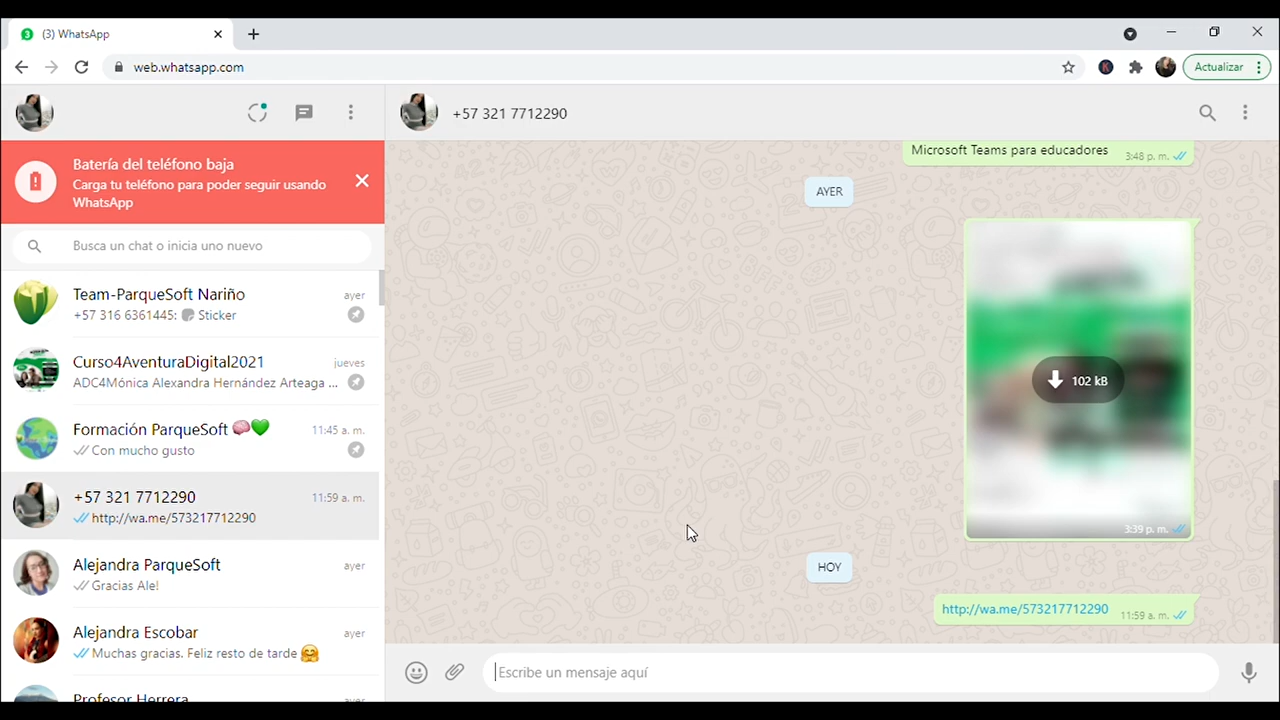 3
(3) WhatsApp
web.whatsapp.com
K
Actualizar
Batería del teléfono baja
Carga tu teléfono para poder seguir usando
WhatsApp
Busca un chat o inicia uno nuevo
Team-ParqueSoft Nariño
ayer
+57 316 6361445: Sticker
Curso4AventuraDigital2021
jueves
ADC4Mónica Alexandra Hernández Arteaga ...
Formación ParqueSoft 🧠💚
11:45 a. m.
Con mucho gusto
+57 321 7712290
11:59 a. m.
http://wa.me/573217712290
Alejandra ParqueSoft
ayer
Gracias Ale!
Alejandra Escobar
ayer
Muchas gracias. Feliz resto de tarde 🤗
Profesor Herrera
ayer
+57 321 7712290
Microsoft Teams para educadores
3:48 p. m.
AYER
102 kB
3:39 p. m.
HOY
http://wa.me/573217712290
11:59 a. m.
Escribe un mensaje aquí